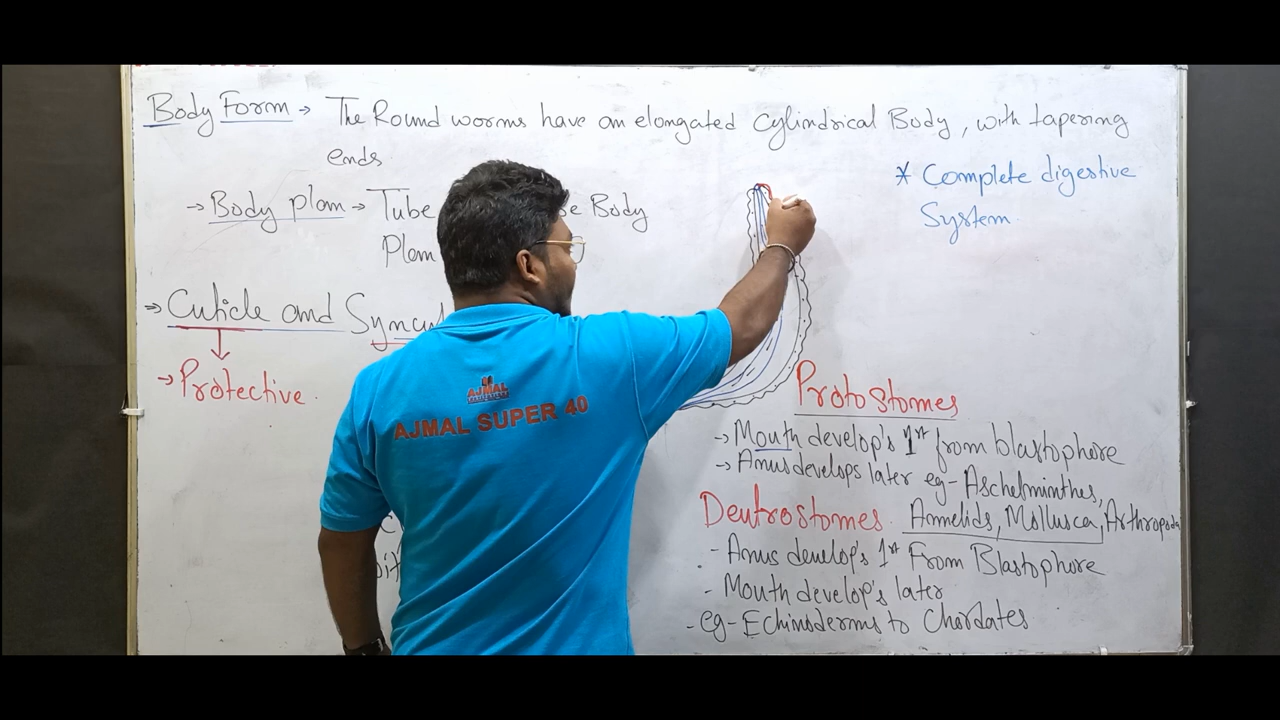 Body Form → The Round worms have an elongated Cylindrical Body, with tapering
ends.
→ Body plan → Tube Body
Plan
* Complete digestive
System.
→ Cuticle and
→ Protective.
AJMAL
AJMAL SUPER 40
Protostomes
→ Mouth develop's 1st from blastophore
→ Anus develops later eg- Aschelminthes,
Annelids, Mollusca, Arthropoda
Deutrostomes.
- Anus develop's 1st From Blastophore
- Mouth develop's later
- eg- Echinoderms to Chordates